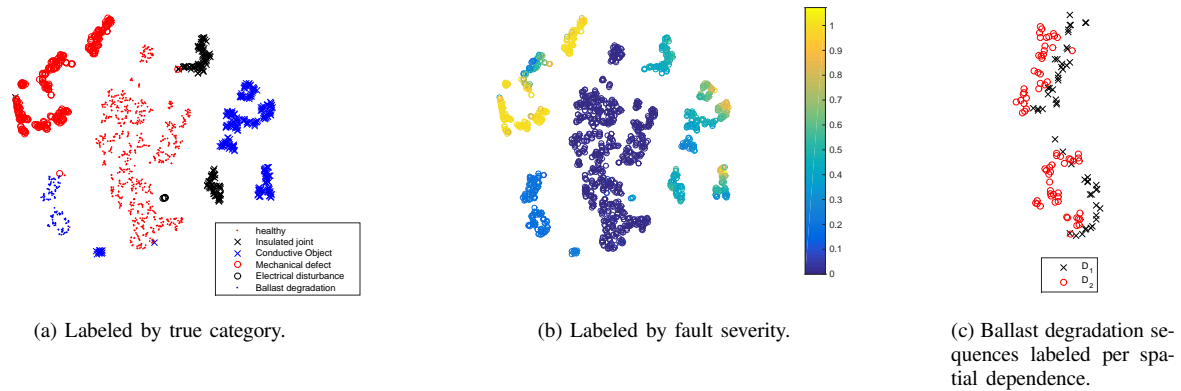 healthy
Insulated joint
Conductive Object
Mechanical defect
Electrical disturbance
Ballast degradation
(a) Labeled by true category.
1
0.9
0.8
0.7
0.6
0.5
0.4
0.3
0.2
0.1
0
(b) Labeled by fault severity.
D1
D2
(c) Ballast degradation se-
quences labeled per spa-
tial dependence.